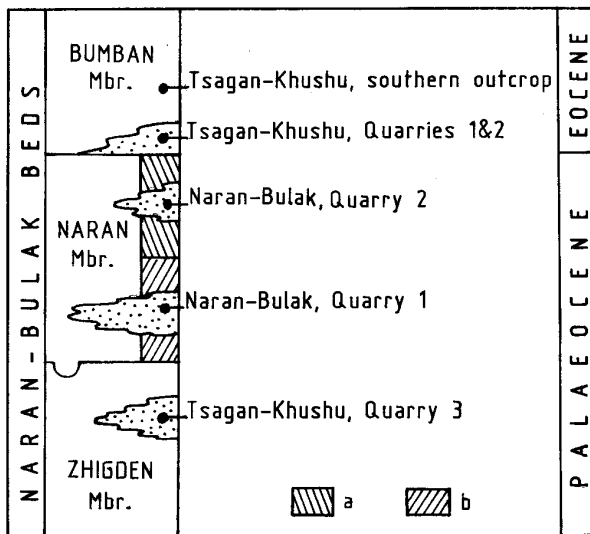 NARAN-BULAK BEDS
BUMBAN
Mbr.
Tsagan-Khushu, southern outcrop
Tsagan-Khushu, Quarries 1&2
Naran-Bulak, Quarry 2
NARAN
Mbr.
Naran-Bulak, Quarry 1
Tsagan-Khushu, Quarry 3
ZHIGDEN
Mbr.
a
b
EOCENE
PALAEOCENE